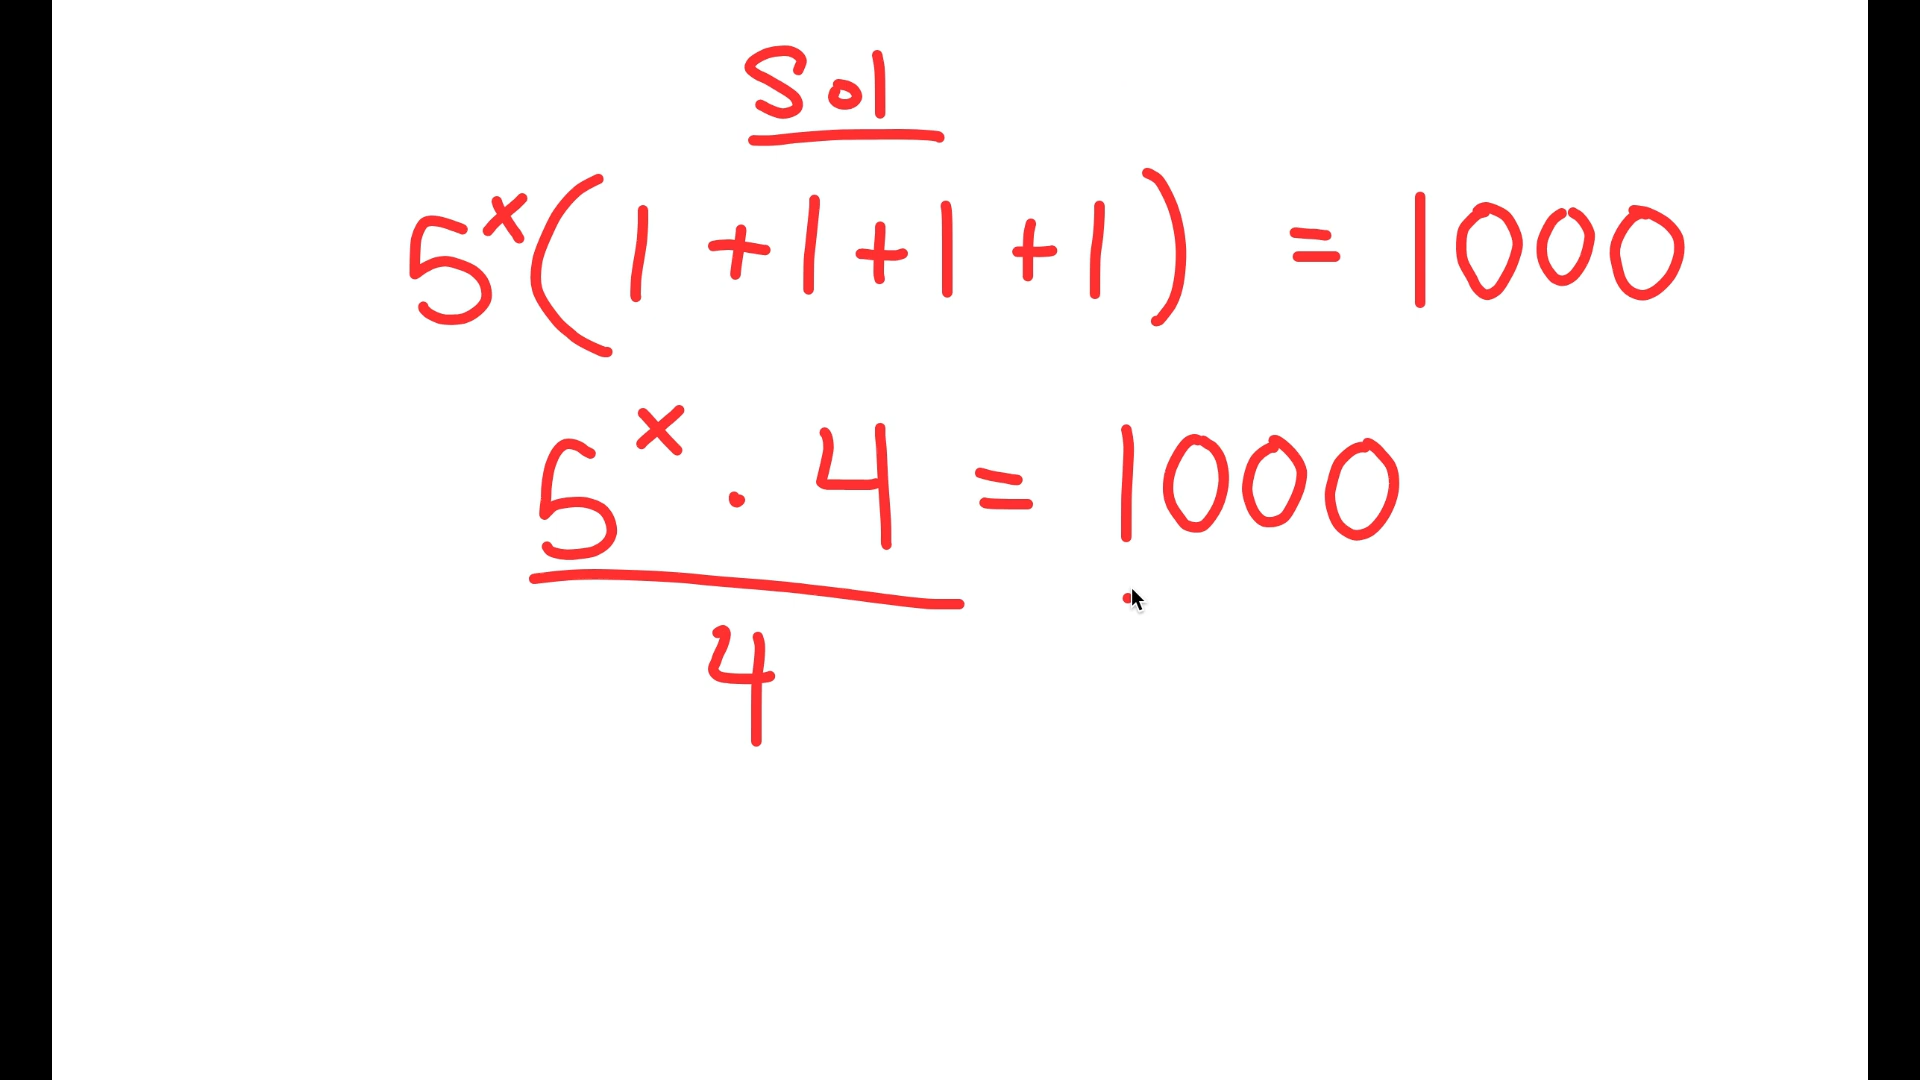 Sol
5^x(1+1+1+1) = 1000
5^x · 4 = 1000
4